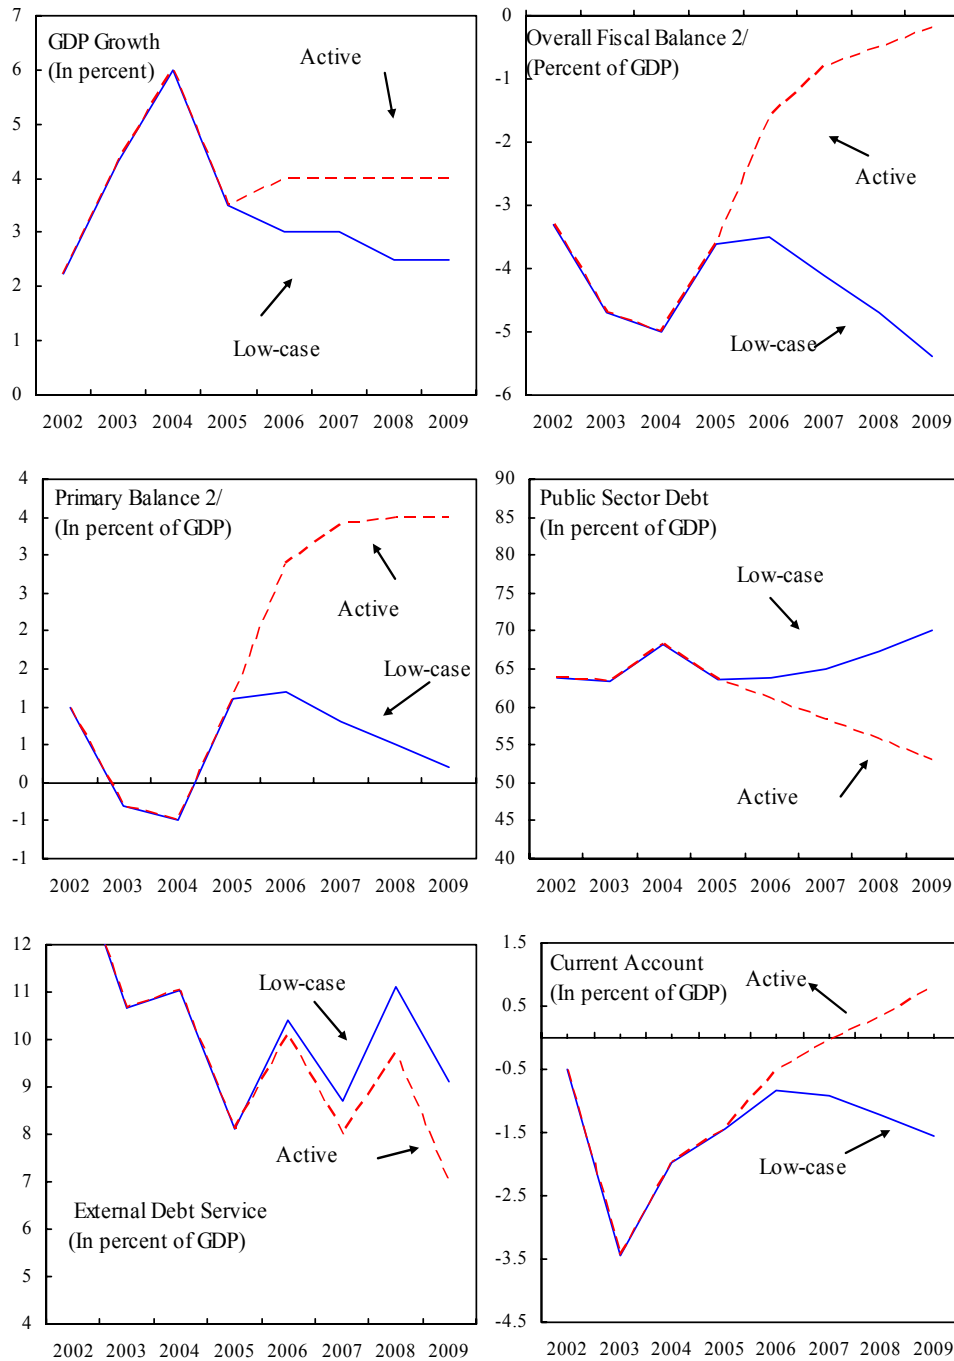 GDP Growth
(In percent)
Active
Low-case
7
6
5
4
3
2
1
0
2002 2003 2004 2005 2006 2007 2008 2009
Overall Fiscal Balance 2/
(Percent of GDP)
Active
Low-case
0
-1
-2
-3
-4
-5
-6
2002 2003 2004 2005 2006 2007 2008 2009
Primary Balance 2/
(In percent of GDP)
Active
Low-case
4
4
3
3
2
2
1
1
0
-1
-1
2002 2003 2004 2005 2006 2007 2008 2009
Public Sector Debt
(In percent of GDP)
Low-case
Active
90
85
80
75
70
65
60
55
50
45
40
2002 2003 2004 2005 2006 2007 2008 2009
Low-case
Active
External Debt Service
(In percent of GDP)
12
11
10
9
8
7
6
5
4
2002 2003 2004 2005 2006 2007 2008 2009
Current Account
(In percent of GDP)
Active
Low-case
1.5
0.5
-0.5
-1.5
-2.5
-3.5
-4.5
2002 2003 2004 2005 2006 2007 2008 2009